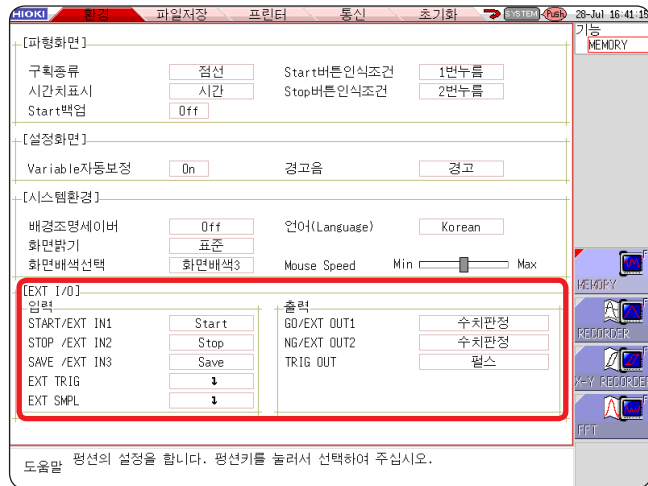 HIOKI 환경 파일저장 프린터 통신 초기화 SYSTEM Push 28-Jul 16:41:15
기능
MEMORY
[파형화면]
구획종류 점선 Start버튼인식조건 1번누름
시간치표시 시간 Stop버튼인식조건 2번누름
Start백업 Off
[설정화면]
Variable자동보정 On 경고음 경고
[시스템환경]
배경조명세이버 Off 언어(Language) Korean
화면밝기 표준
화면배색선택 화면배색3 Mouse Speed Min Max
MEMORY
[EXT I/O]
입력 출력
START/EXT IN1 Start GO/EXT OUT1 수치판정
STOP /EXT IN2 Stop NG/EXT OUT2 수치판정
RECORDER
SAVE /EXT IN3 Save TRIG OUT 펄스
EXT TRIG ↴
X-Y RECORDER
EXT SMPL ↴
FFT
도움말 펑션의 설정을 합니다. 펑션키를 눌러서 선택하여 주십시오.